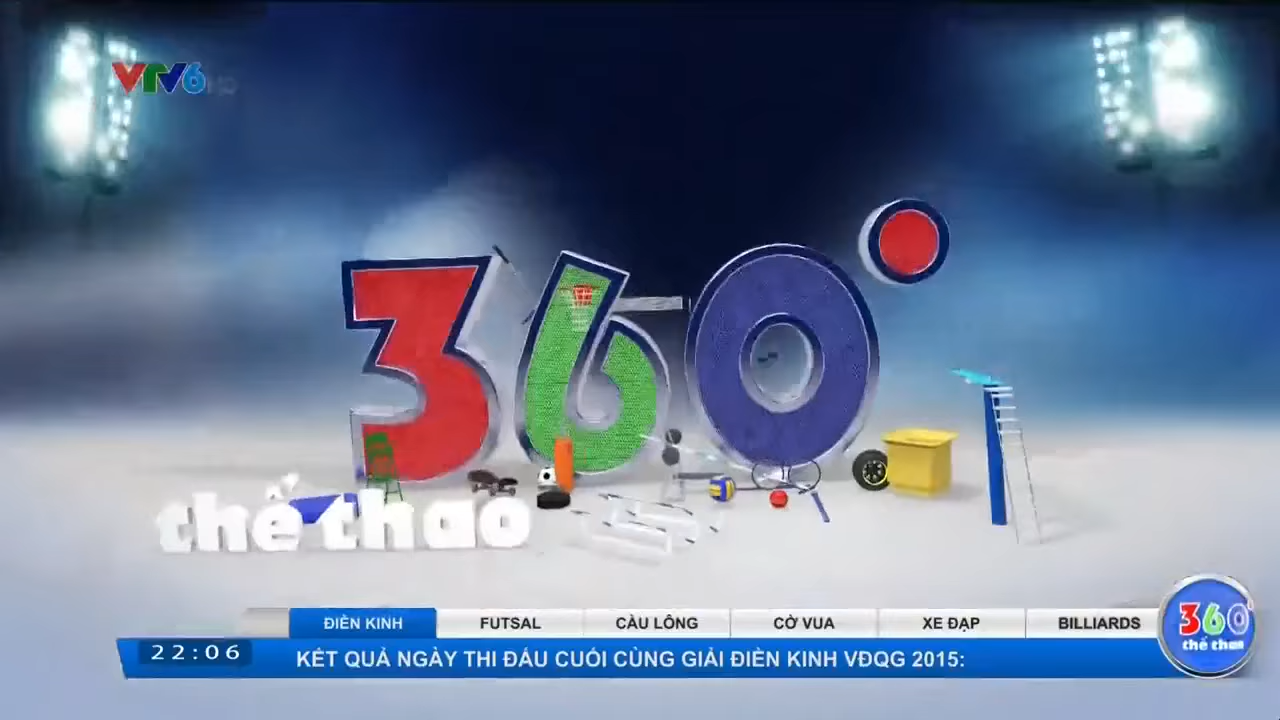 VTV6 HD
360°
thể thao
ĐIỀN KINH FUTSAL CẦU LÔNG CỜ VUA XE ĐẠP BILLIARDS
360°
thể thao
22:06 KẾT QUẢ NGÀY THI ĐẤU CUỐI CÙNG GIẢI ĐIỀN KINH VĐQG 2015: